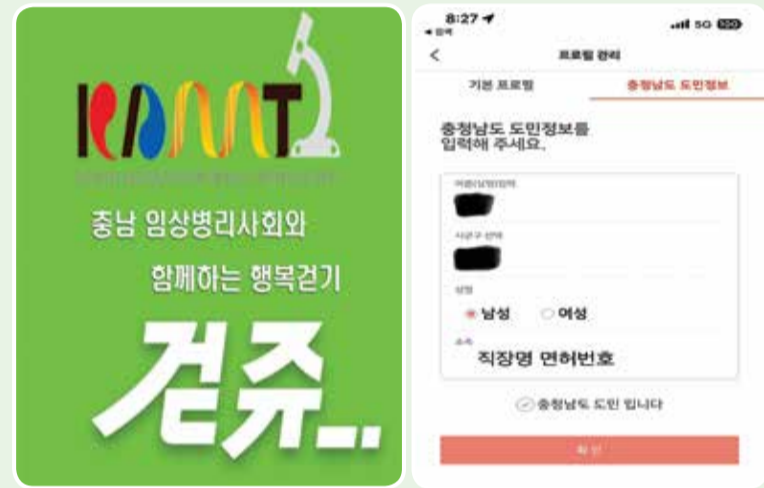 KAMT
충남 임상병리사회와
함께하는 행복걷기
걷쥬...
8:27
검색
5G
프로필 관리
기본 프로필
충청남도 도민정보
충청남도 도민정보를
입력해 주세요.
시군구 선택
성별
남성
여성
소속
직장명 면허번호
충청남도 도민 입니다
확인